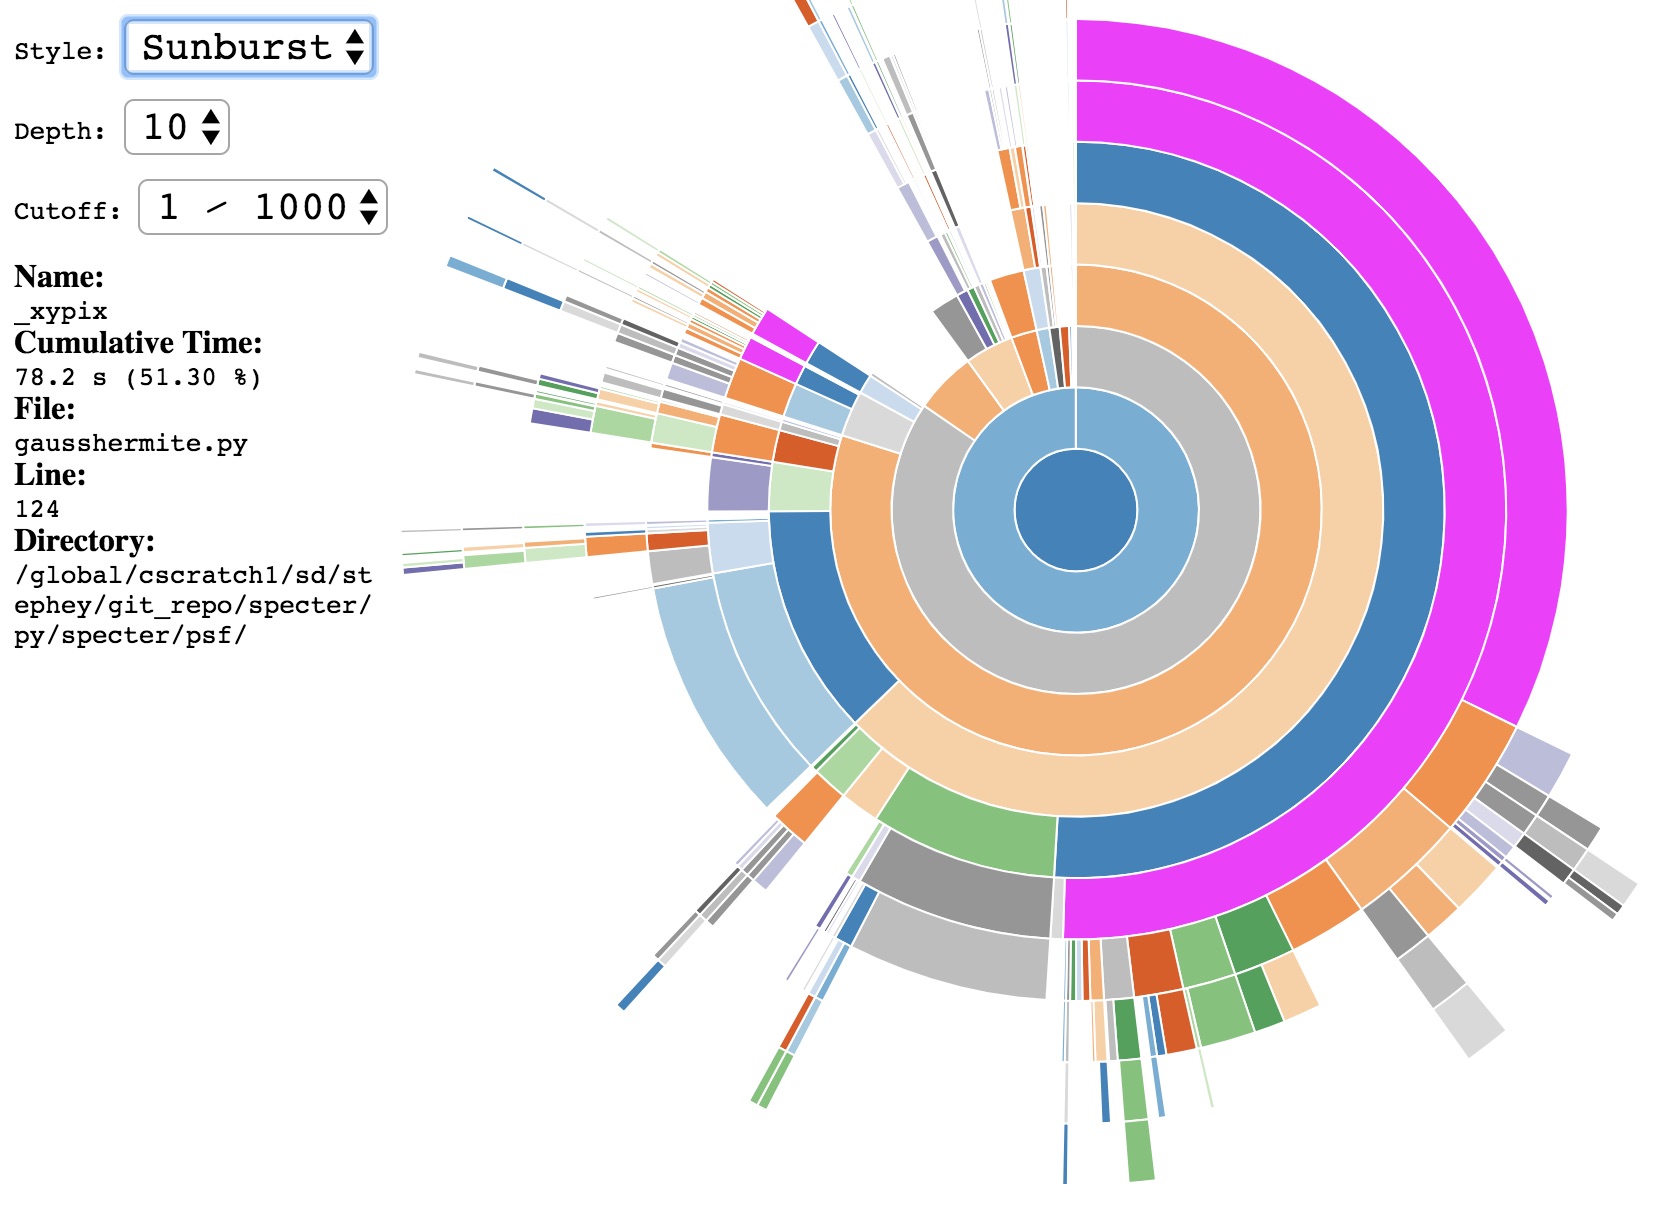 Style: Sunburst
Depth: 10
Cutoff: 1 / 1000
Name:
_xypix
Cumulative Time:
78.2 s (51.30 %)
File:
gausshermite.py
Line:
124
Directory:
/global/cscratch1/sd/st
ephey/git_repo/specter/
py/specter/psf/